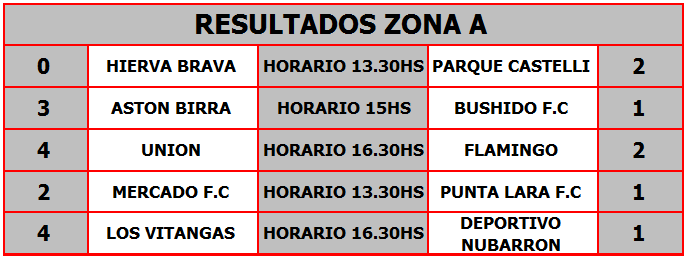 RESULTADOS ZONA A
0 HIERVA BRAVA HORARIO 13.30HS PARQUE CASTELLI 2
3 ASTON BIRRA HORARIO 15HS BUSHIDO F.C 1
4 UNION HORARIO 16.30HS FLAMINGO 2
2 MERCADO F.C HORARIO 13.30HS PUNTA LARA F.C 1
4 LOS VITANGAS HORARIO 16.30HS DEPORTIVO NUBARRON 1